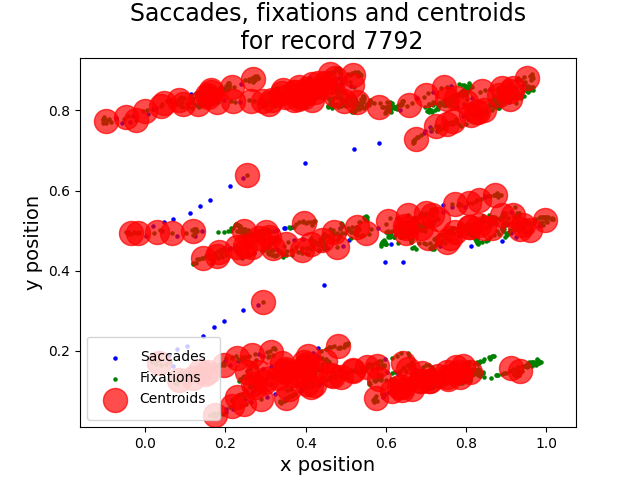 Saccades, fixations and centroids
for record 7792
y position
0.8
0.6
0.4
0.2
Saccades
Fixations
Centroids
0.0 0.2 0.4 0.6 0.8 1.0
x position